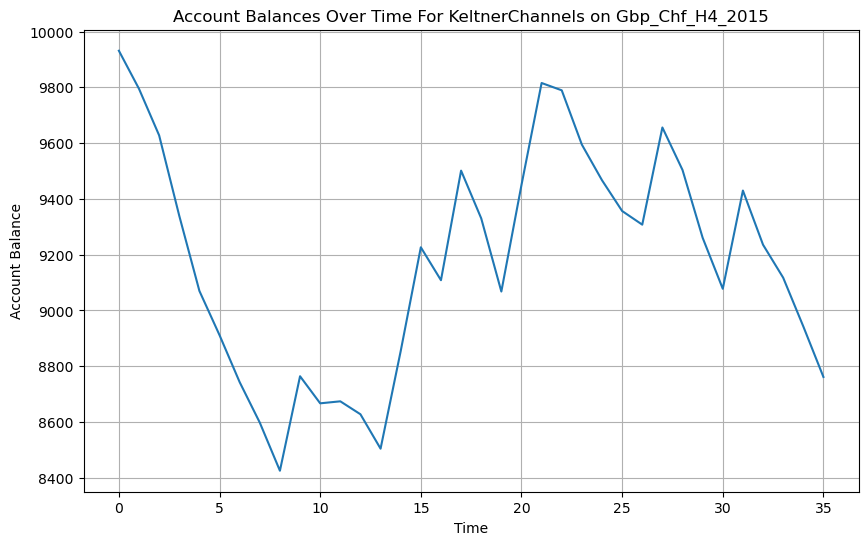 Account Balances Over Time For KeltnerChannels on Gbp_Chf_H4_2015
10000
9800
9600
9400
9200
9000
8800
8600
8400
Account Balance
0 5 10 15 20 25 30 35
Time